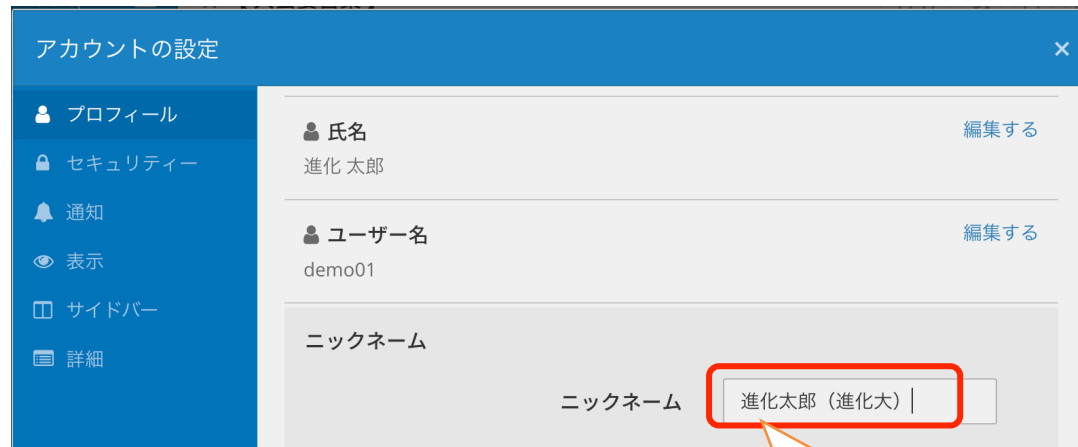 アカウントの設定
×
プロフィール
セキュリティー
通知
表示
サイドバー
詳細
氏名
編集する
進化 太郎
ユーザー名
編集する
demo01
ニックネーム
ニックネーム 進化太郎（進化大）